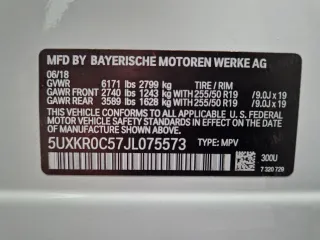 MFD BY BAYERISCHE MOTOREN WERKE AG
06/18
GVWR 6171 lbs 2799 kg TIRE / RIM
GAWR FRONT 2740 lbs 1243 kg WITH 255/50 R19 / 9.0J x 19
GAWR REAR 3589 lbs 1628 kg WITH 255/50 R19 / 9.0J x 19
THIS VEHICLE CONFORMS TO ALL APPLICABLE U.S. FEDERAL
MOTOR VEHICLE SAFETY STANDARDS IN EFFECT ON THE DATE OF
MANUFACTURE SHOWN ABOVE.
5UXKR0C57JL075573 TYPE: MPV
300U
7 320 729